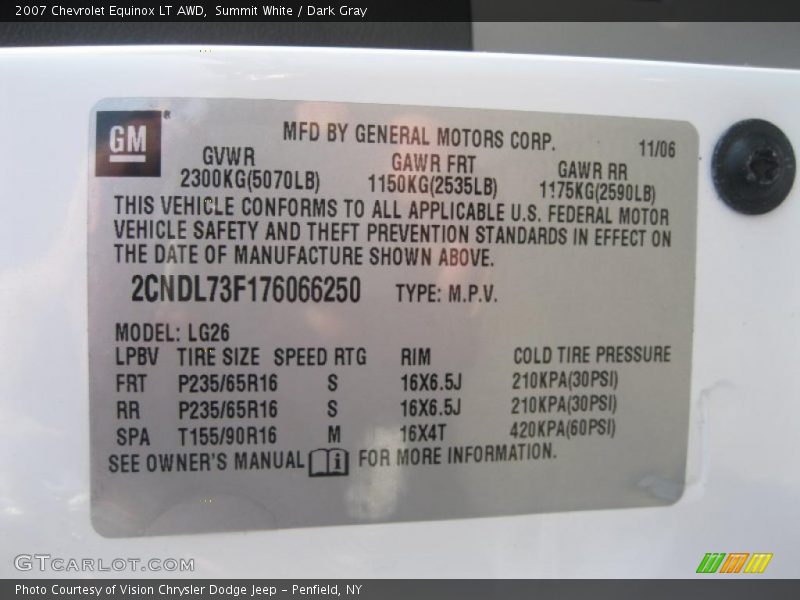 2007 Chevrolet Equinox LT AWD, Summit White / Dark Gray
GM
MFD BY GENERAL MOTORS CORP. 11/06
GVWR GAWR FRT GAWR RR
2300KG(5070LB) 1150KG(2535LB) 1175KG(2590LB)
THIS VEHICLE CONFORMS TO ALL APPLICABLE U.S. FEDERAL MOTOR
VEHICLE SAFETY AND THEFT PREVENTION STANDARDS IN EFFECT ON
THE DATE OF MANUFACTURE SHOWN ABOVE.
2CNDL73F176066250 TYPE: M.P.V.
MODEL: LG26
LPBV TIRE SIZE SPEED RTG RIM COLD TIRE PRESSURE
FRT P235/65R16 S 16X6.5J 210KPA(30PSI)
RR P235/65R16 S 16X6.5J 210KPA(30PSI)
SPA T155/90R16 M 16X4T 420KPA(60PSI)
SEE OWNER'S MANUAL i FOR MORE INFORMATION.
GTCARLOT.COM
Photo Courtesy of Vision Chrysler Dodge Jeep – Penfield, NY